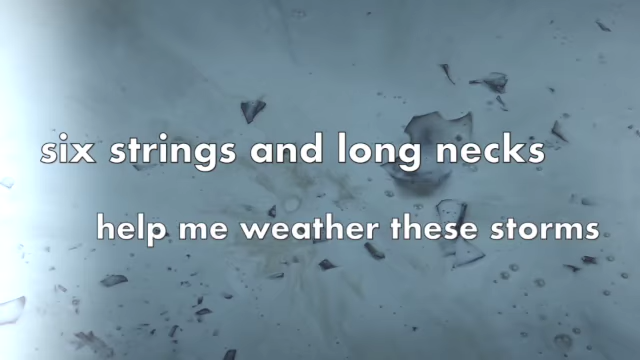 six strings and long necks
help me weather these storms